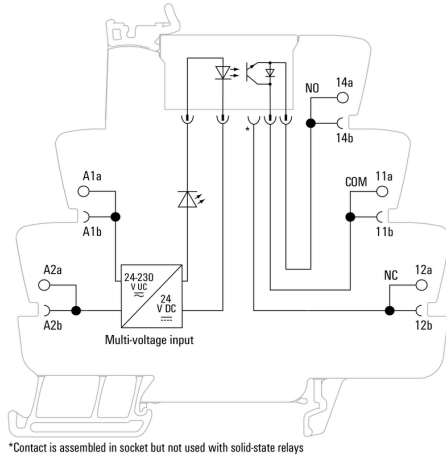 NO
14a
*
14b
COM
11a
A1a
A1b
11b
A2a
24-230
V UC
24
V DC
NC
12a
A2b
12b
Multi-voltage input
*Contact is assembled in socket but not used with solid-state relays